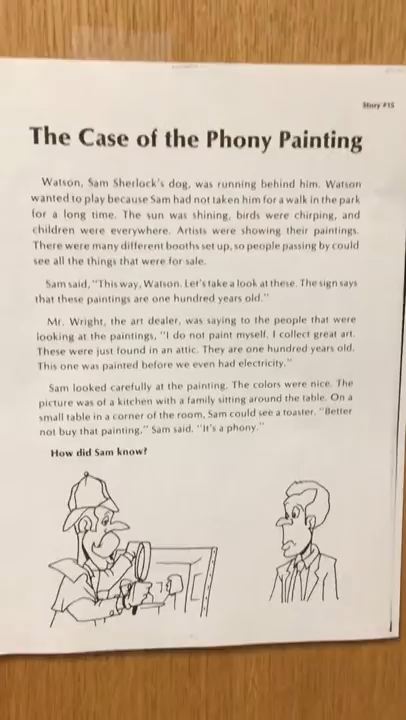 Story #15
The Case of the Phony Painting
Watson, Sam Sherlock's dog, was running behind him. Watson
wanted to play because Sam had not taken him for a walk in the park
for a long time. The sun was shining, birds were chirping, and
children were everywhere. Artists were showing their paintings.
There were many different booths set up, so people passing by could
see all the things that were for sale.
Sam said, "This way, Watson. Let's take a look at these. The sign says
that these paintings are one hundred years old."
Mr. Wright, the art dealer, was saying to the people that were
looking at the paintings, "I do not paint myself. I collect great art.
These were just found in an attic. They are one hundred years old.
This one was painted before we even had electricity."
Sam looked carefully at the painting. The colors were nice. The
picture was of a kitchen with a family sitting around the table. On a
small table in a corner of the room, Sam could see a toaster. "Better
not buy that painting," Sam said. "It's a phony."
How did Sam know?